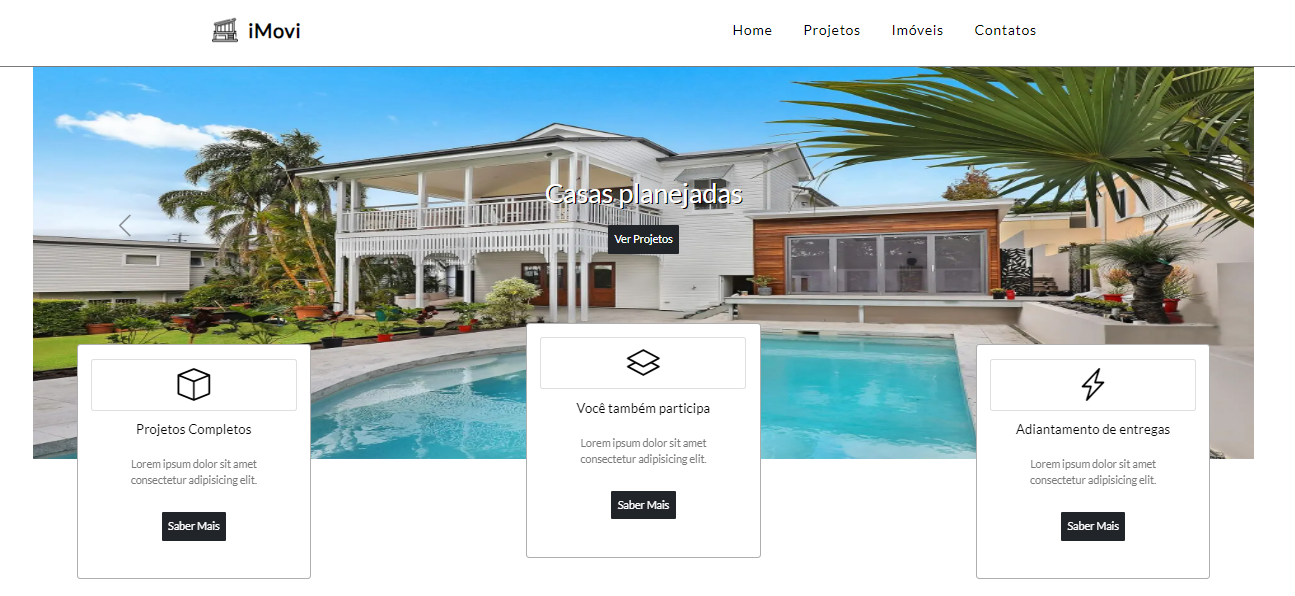 iMovi
Home Projetos Imóveis Contatos
Casas planejadas
Ver Projetos
Projetos Completos
Lorem ipsum dolor sit amet
consectetur adipisicing elit.
Saber Mais
Você também participa
Lorem ipsum dolor sit amet
consectetur adipisicing elit.
Saber Mais
Adiantamento de entregas
Lorem ipsum dolor sit amet
consectetur adipisicing elit.
Saber Mais